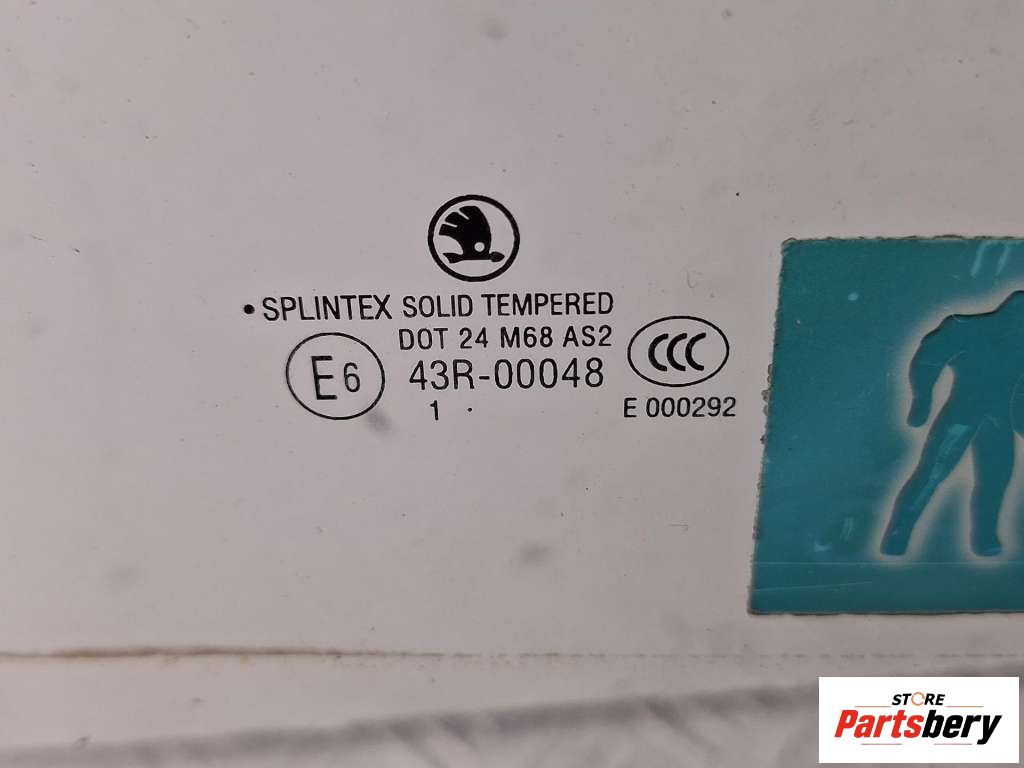 • SPLINTEX SOLID TEMPERED
DOT 24 M68 AS2
E6 43R-00048 CCC
1 · E 000292
STORE
Partsbery